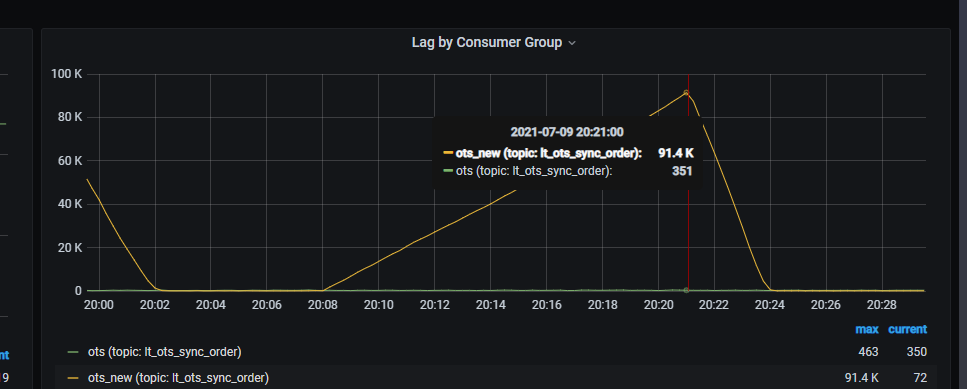 Lag by Consumer Group
100 K
80 K
60 K
40 K
20 K
0
2021-07-09 20:21:00
ots_new (topic: lt_ots_sync_order): 91.4 K
ots (topic: lt_ots_sync_order): 351
20:00 20:02 20:04 20:06 20:08 20:10 20:12 20:14 20:16 20:18 20:20 20:22 20:24 20:26 20:28
max current
ots (topic: lt_ots_sync_order) 463 350
ots_new (topic: lt_ots_sync_order) 91.4 K 72
nt
19